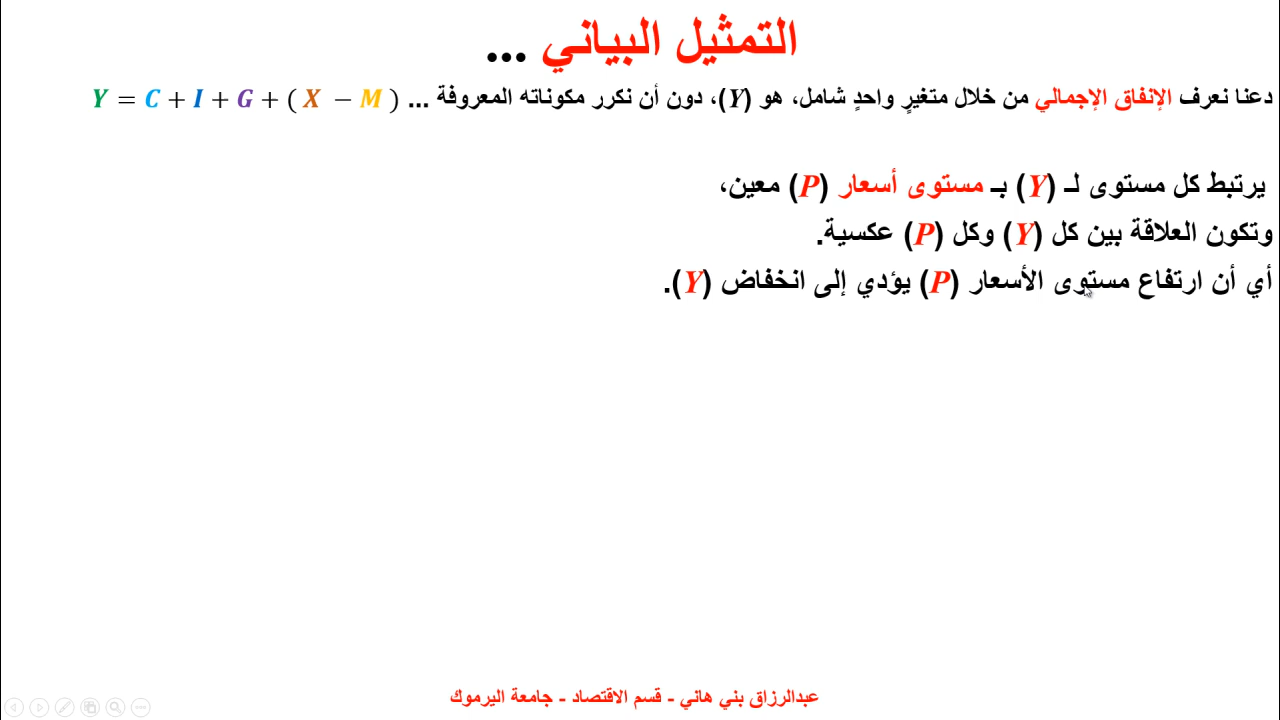 التمثيل البياني ...
دعنا نعرف الإنفاق الإجمالي من خلال متغيرٍ واحدٍ شامل، هو (Y)، دون أن نكرر مكوناته المعروفة ... Y = C + I + G + ( X − M )
يرتبط كل مستوى لـ (Y) بـ مستوى أسعار (P) معين،
وتكون العلاقة بين كل (Y) وكل (P) عكسية.
أي أن ارتفاع مستوى الأسعار (P) يؤدي إلى انخفاض (Y).
عبدالرزاق بني هاني - قسم الاقتصاد - جامعة اليرموك